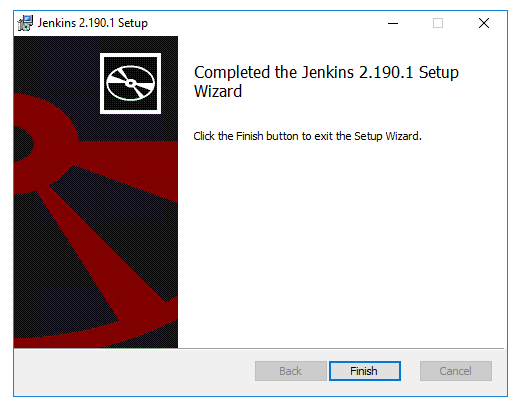 Jenkins 2.190.1 Setup
Completed the Jenkins 2.190.1 Setup
Wizard
Click the Finish button to exit the Setup Wizard.
Back
Finish
Cancel